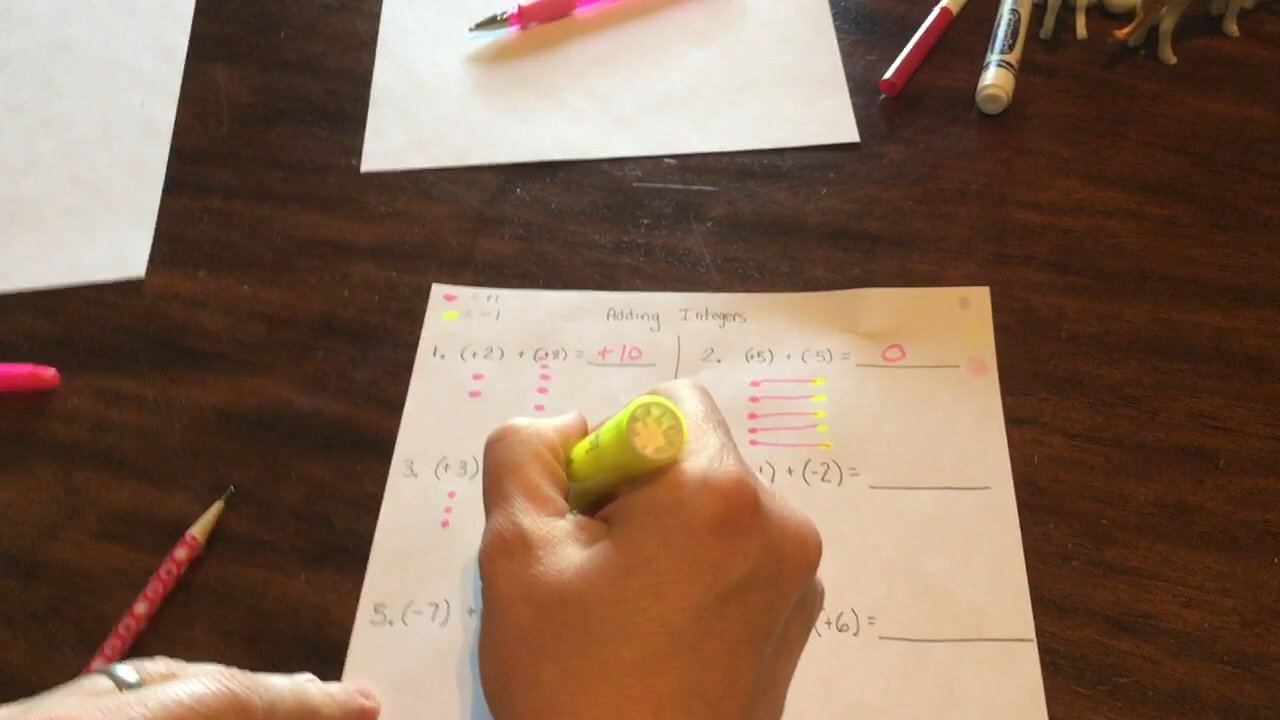 = +1
= -1
Adding Integers
1. (+2) + (+8) = +10
2. (+5) + (-5) = 0
3. (+3)
) + (-2) =
5. (-7) +
(+6) =